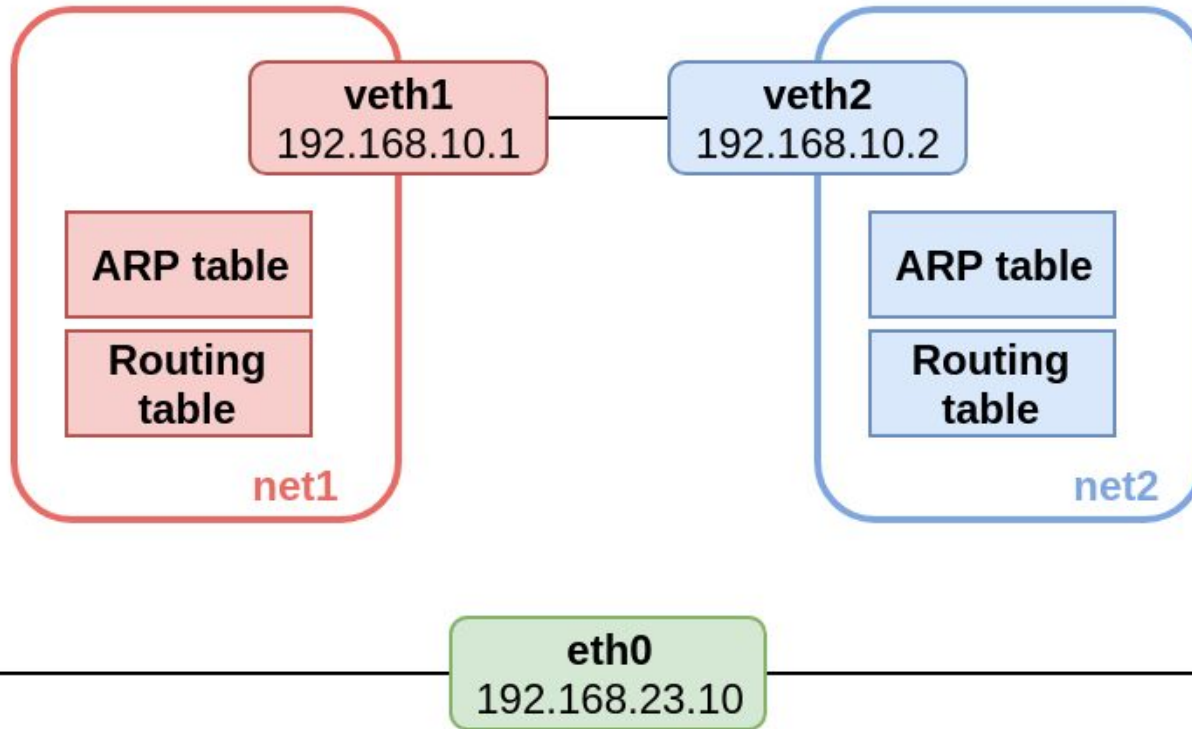 veth1
192.168.10.1
veth2
192.168.10.2
ARP table
Routing
table
net1
ARP table
Routing
table
net2
eth0
192.168.23.10